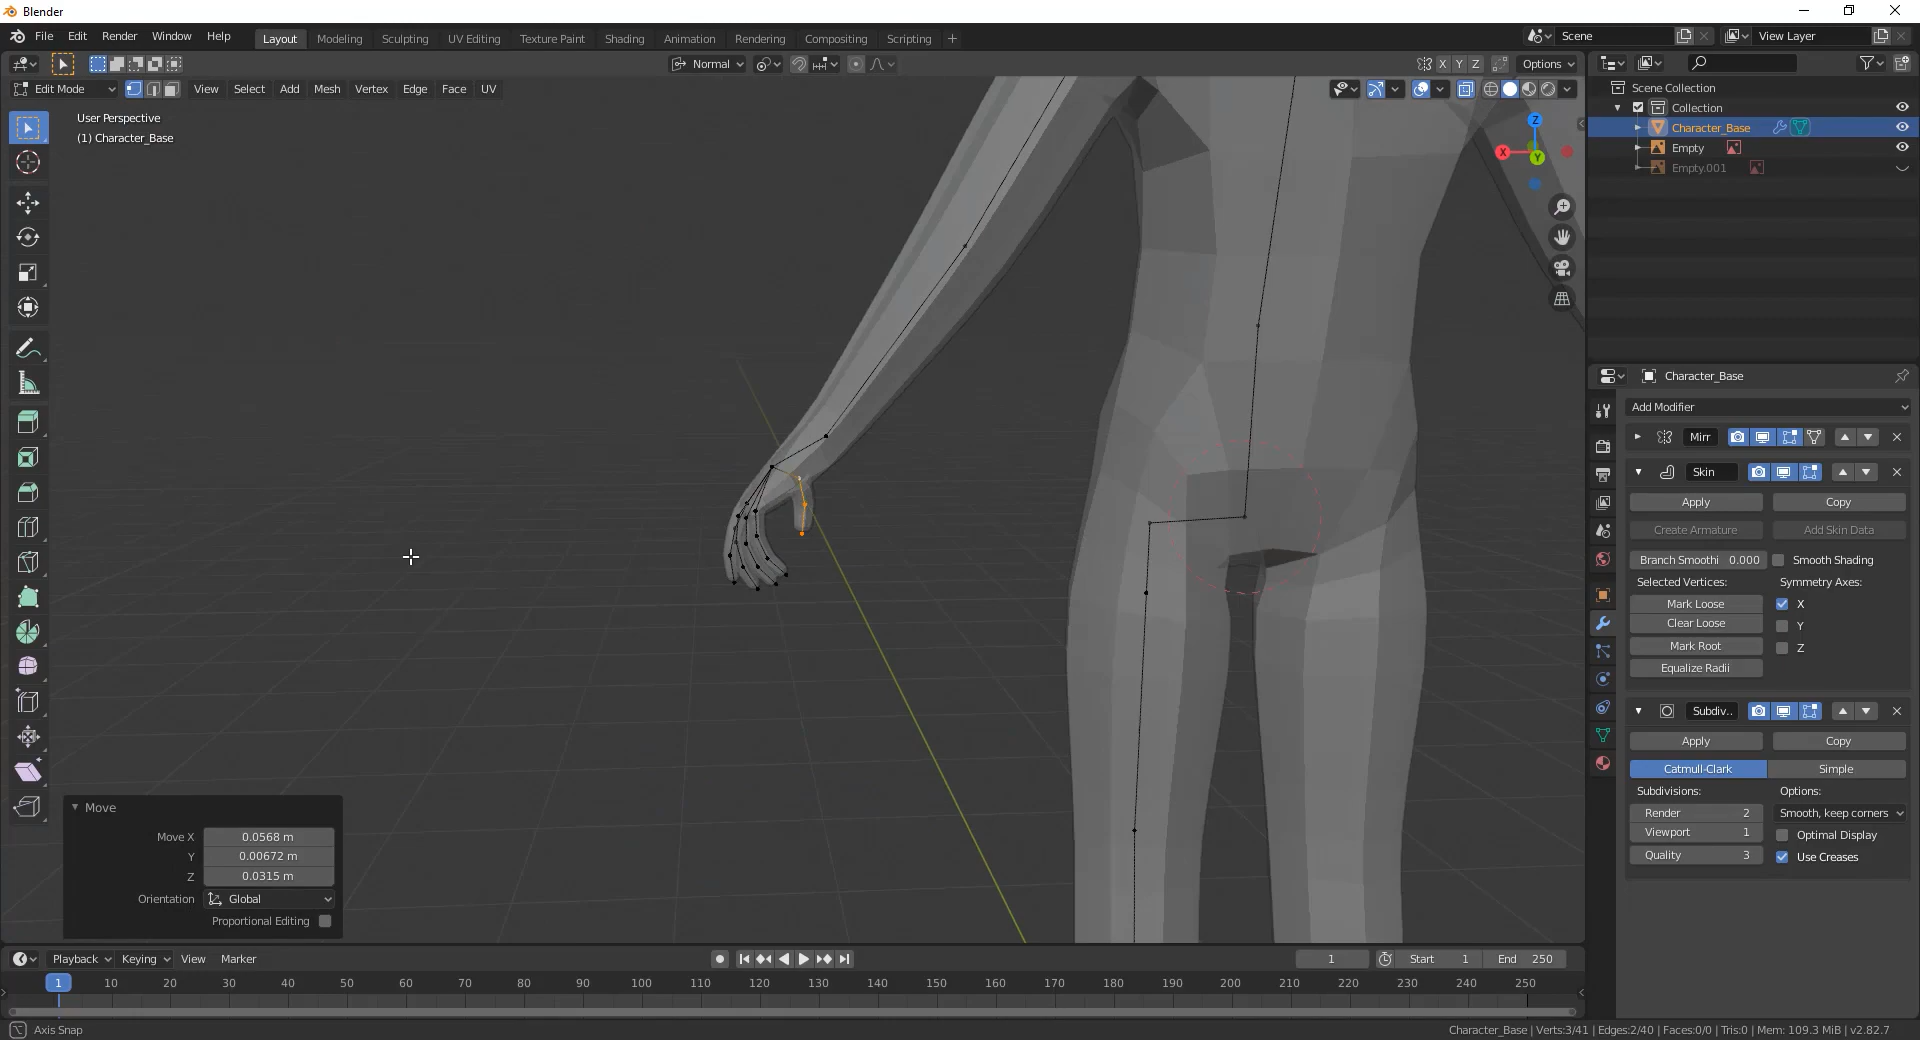 Blender
File Edit Render Window Help
Layout Modeling Sculpting UV Editing Texture Paint Shading Animation Rendering Compositing Scripting +
Scene
View Layer
Normal
X Y Z
Options
Edit Mode
View Select Add Mesh Vertex Edge Face UV
User Perspective
(1) Character_Base
Z
X
Y
Scene Collection
Collection
Character_Base
Empty
Empty.001
Character_Base
Add Modifier
Mirr
Skin
Apply Copy
Create Armature Add Skin Data
Branch Smoothi 0.000 Smooth Shading
Selected Vertices: Symmetry Axes:
Mark Loose X
Clear Loose Y
Mark Root Z
Equalize Radii
Subdiv..
Apply Copy
Catmull-Clark Simple
Subdivisions: Options:
Render 2 Smooth, keep corners
Viewport 1 Optimal Display
Quality 3 Use Creases
Move
Move X 0.0568 m
Y 0.00672 m
Z 0.0315 m
Orientation Global
Proportional Editing
Playback Keying View Marker
1 Start 1 End 250
1 10 20 30 40 50 60 70 80 90 100 110 120 130 140 150 160 170 180 190 200 210 220 230 240 250
Axis Snap
Character_Base | Verts:3/41 | Edges:2/40 | Faces:0/0 | Tris:0 | Mem: 109.3 MiB | v2.82.7